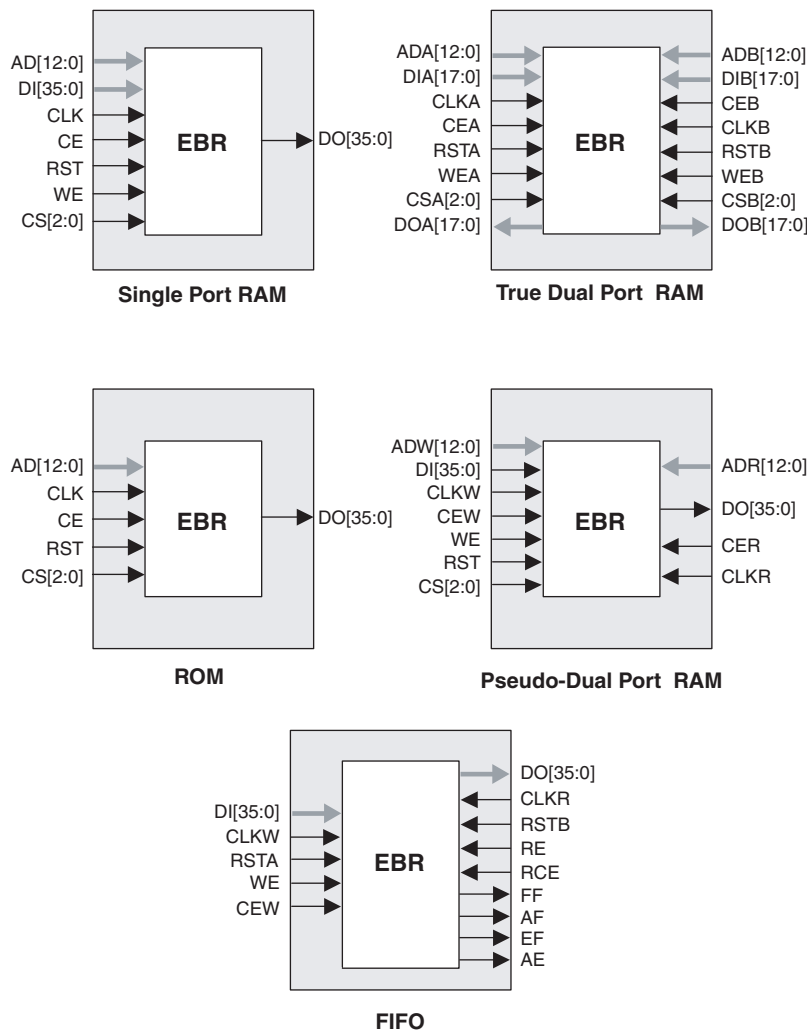 AD[12:0]
DI[35:0]
CLK
CE
RST
WE
CS[2:0]
EBR
DO[35:0]
Single Port RAM
ADA[12:0]
DIA[17:0]
CLKA
CEA
RSTA
WEA
CSA[2:0]
DOA[17:0]
EBR
ADB[12:0]
DIB[17:0]
CEB
CLKB
RSTB
WEB
CSB[2:0]
DOB[17:0]
True Dual Port RAM
AD[12:0]
CLK
CE
RST
CS[2:0]
EBR
DO[35:0]
ROM
ADW[12:0]
DI[35:0]
CLKW
CEW
WE
RST
CS[2:0]
EBR
ADR[12:0]
DO[35:0]
CER
CLKR
Pseudo-Dual Port RAM
DI[35:0]
CLKW
RSTA
WE
CEW
EBR
DO[35:0]
CLKR
RSTB
RE
RCE
FF
AF
EF
AE
FIFO